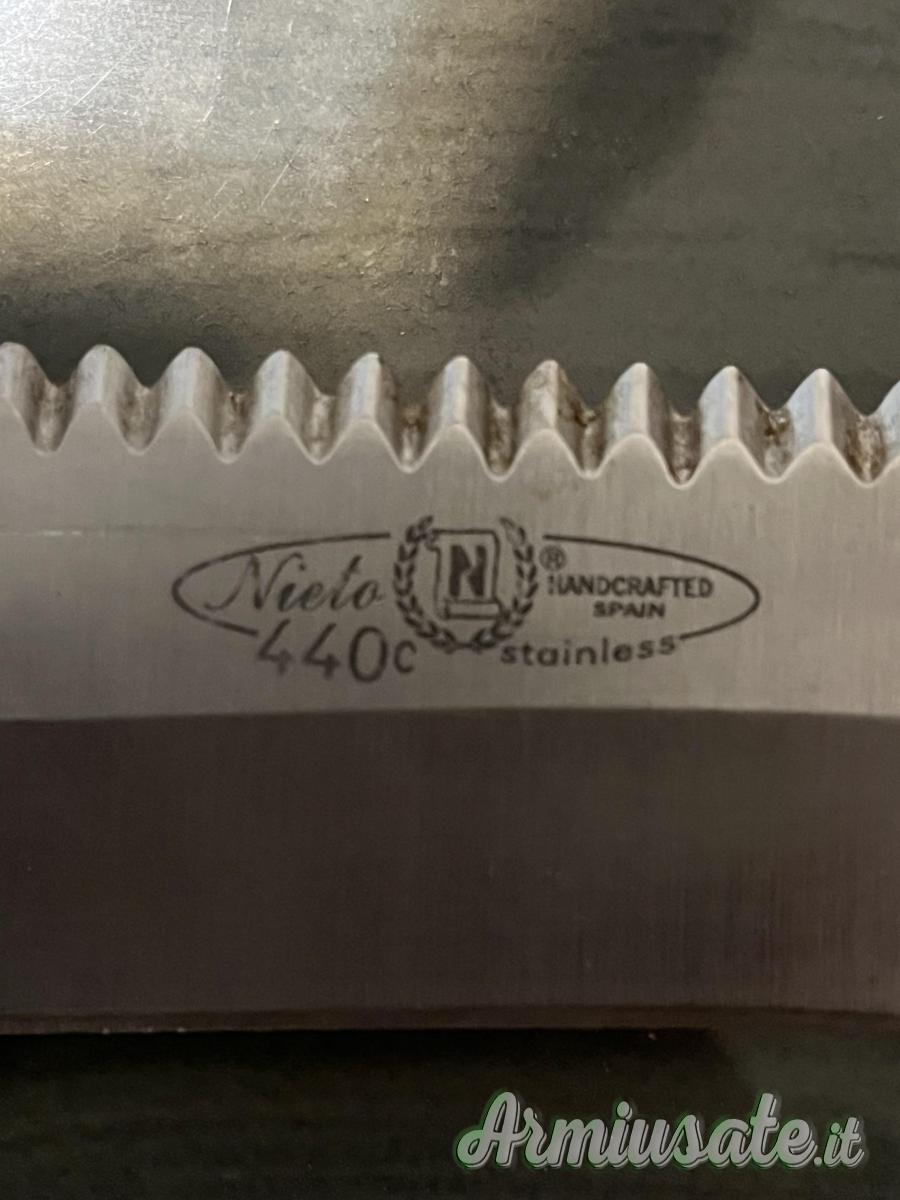 Nieto N ® HANDCRAFTED
SPAIN
440c stainless
Armiusate.it